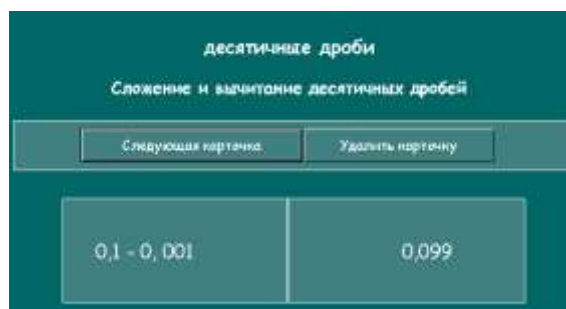 десятичные дроби
Сложение и вычитание десятичных дробей
Следующая карточка Удалить карточку
0,1 - 0, 001 0,099